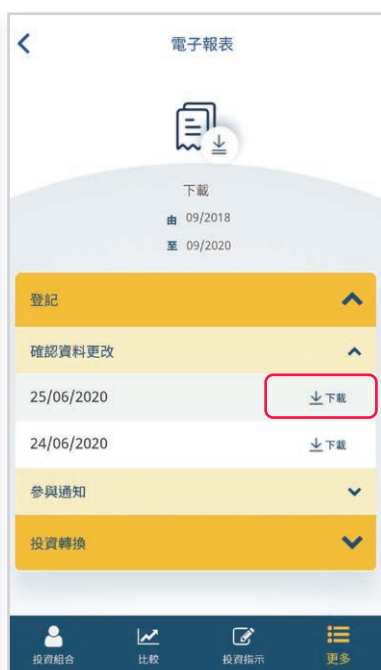 電子報表
下載
由 09/2018
至 09/2020
登記
確認資料更改
25/06/2020 下載
24/06/2020 下載
參與通知
投資轉換
投資組合 比較 投資指示 更多